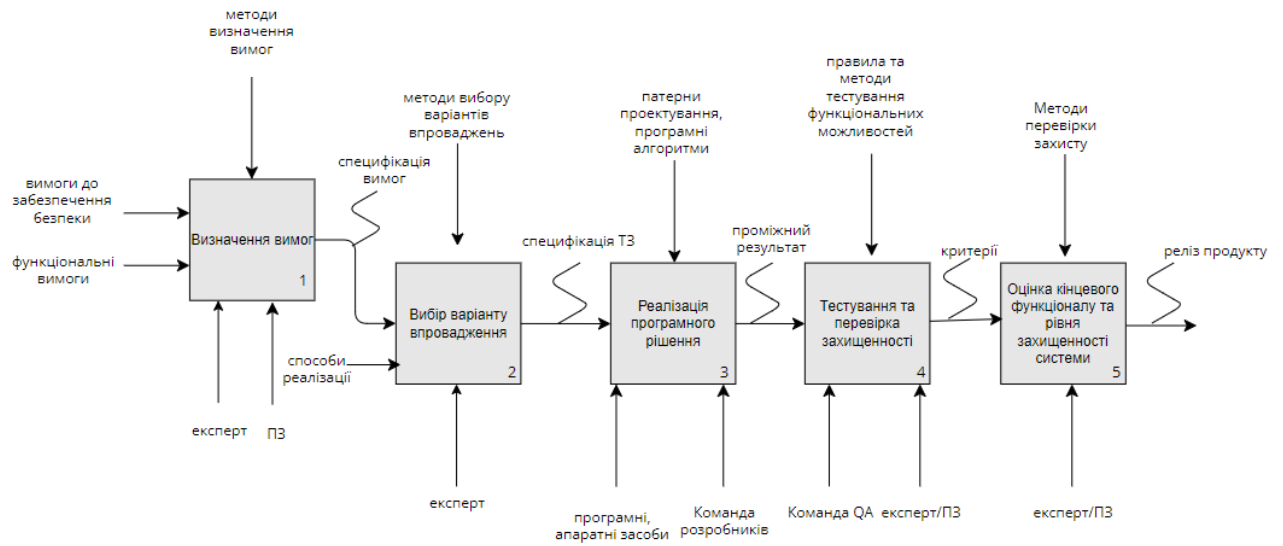 методи
визначення
вимог
вимоги до
забезпечення
безпеки
функціональні
вимоги
Визначення вимог
1
експерт
ПЗ
специфікація
вимог
методи вибору
варіантів
впроваджень
способи
реалізації
Вибір варіанту
впровадження
2
експерт
специфікація ТЗ
патерни
проектування,
програмні
алгоритми
Реалізація
програмного
рішення
3
програмні,
апаратні засоби
Команда
розробників
проміжний
результат
правила та
методи
тестування
функціональних
можливостей
Тестування та
перевірка
захищенності
4
Команда QA
експерт/ПЗ
критерії
Методи
перевірки
захисту
Оцінка кінцевого
функціоналу та
рівня
захищенності
системи
5
експерт/ПЗ
реліз продукту